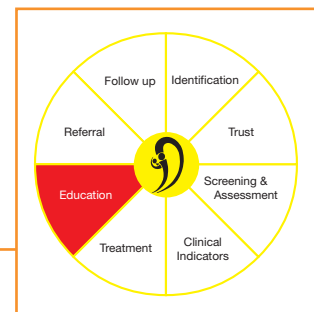 Follow up
Identification
Referral
Trust
Education
Screening &
Assessment
Treatment
Clinical
Indicators